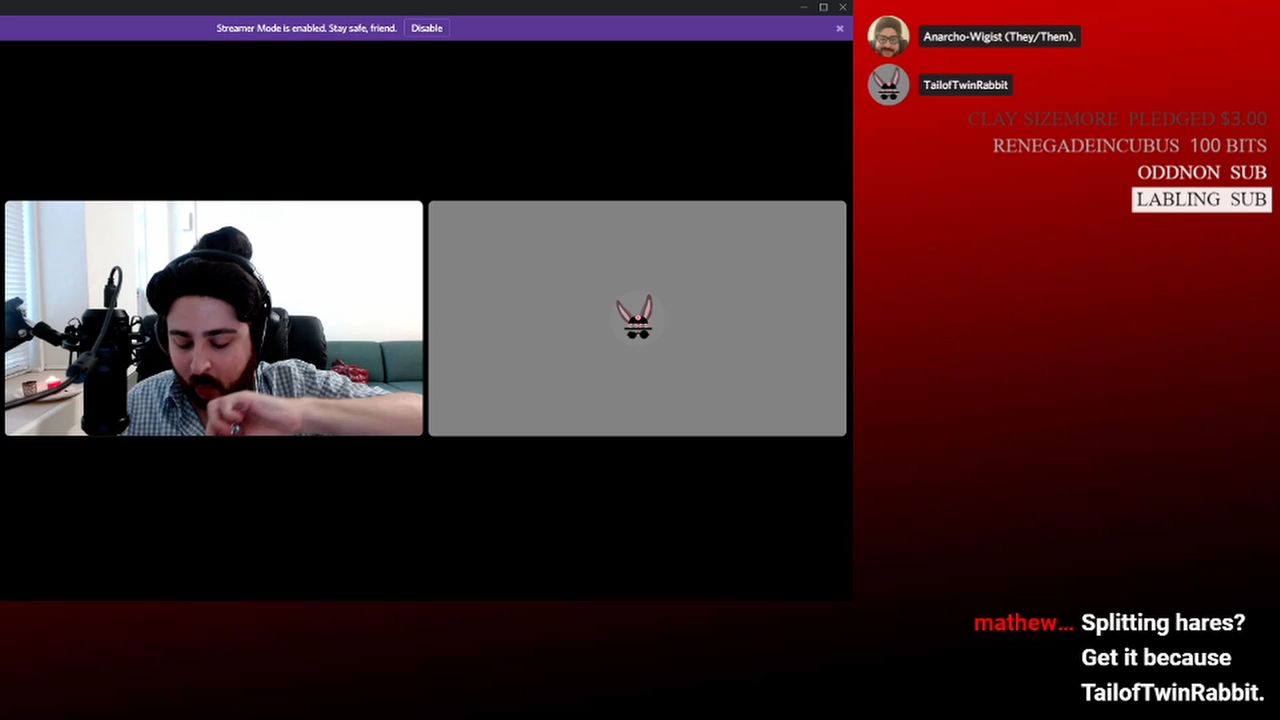 Streamer Mode is enabled. Stay safe, friend. Disable
Anarcho-Wigist (They/Them).
TailofTwinRabbit
CLAY SIZEMORE PLEDGED $3.00
RENEGADEINCUBUS 100 BITS
ODDNON SUB
LABLING SUB
mathew... Splitting hares?
Get it because
TailofTwinRabbit.